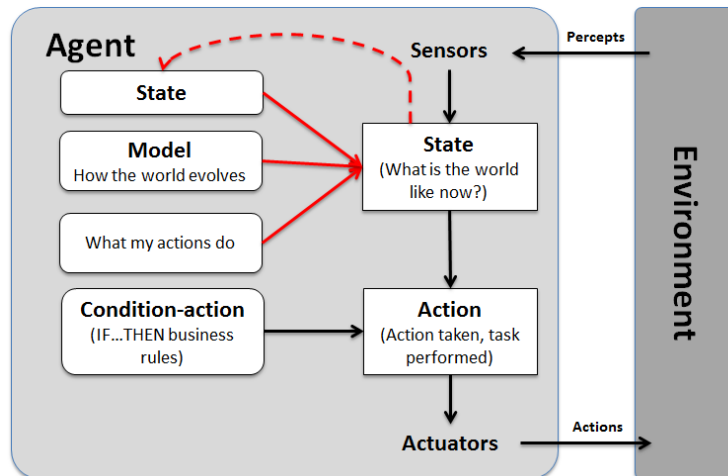 Agent
Sensors
Percepts
State
Model
How the world evolves
What my actions do
State
(What is the world
like now?)
Condition-action
(IF...THEN business
rules)
Action
(Action taken, task
performed)
Actuators
Actions
Environment